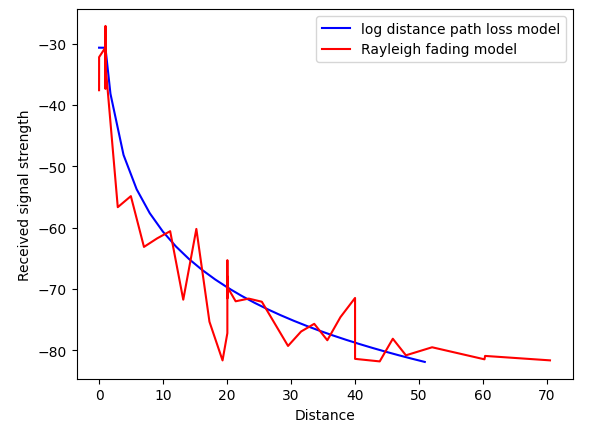 log distance path loss model
Rayleigh fading model
Received signal strength
−30
−40
−50
−60
−70
−80
0 10 20 30 40 50 60 70
Distance